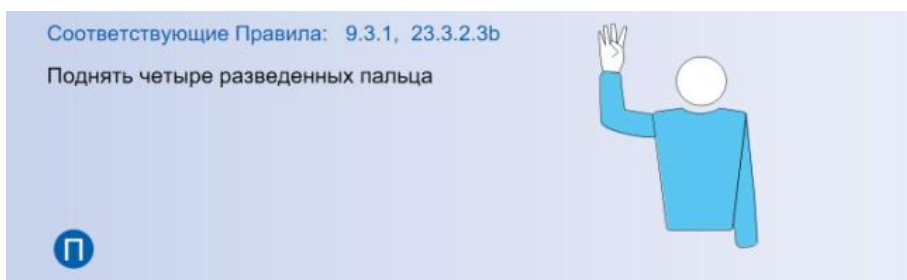 Соответствующие Правила: 9.3.1, 23.3.2.3b
Поднять четыре разведенных пальца
П